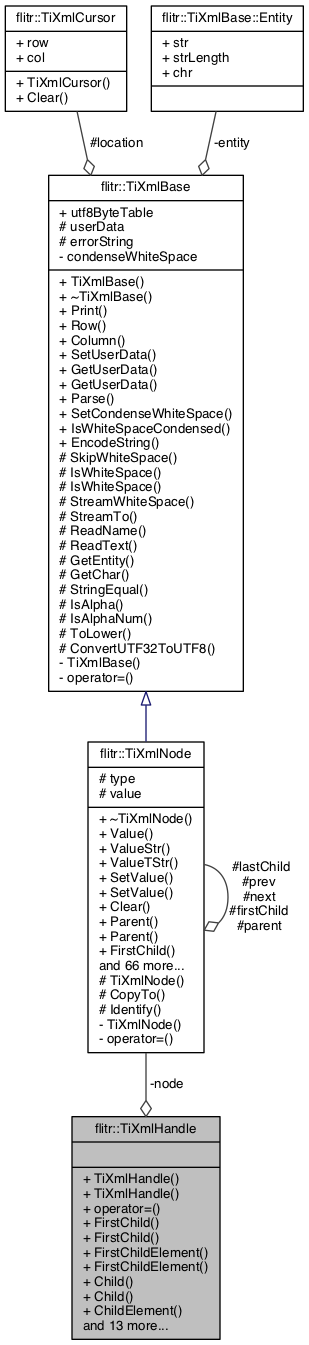 flitr::TiXmlCursor
+ row
+ col
+ TiXmlCursor()
+ Clear()
flitr::TiXmlBase::Entity
+ str
+ strLength
+ chr
#location
-entity
flitr::TiXmlBase
+ utf8ByteTable
# userData
# errorString
- condenseWhiteSpace
+ TiXmlBase()
+ ~TiXmlBase()
+ Print()
+ Row()
+ Column()
+ SetUserData()
+ GetUserData()
+ GetUserData()
+ Parse()
+ SetCondenseWhiteSpace()
+ IsWhiteSpaceCondensed()
+ EncodeString()
# SkipWhiteSpace()
# IsWhiteSpace()
# IsWhiteSpace()
# StreamWhiteSpace()
# StreamTo()
# ReadName()
# ReadText()
# GetEntity()
# GetChar()
# StringEqual()
# IsAlpha()
# IsAlphaNum()
# ToLower()
# ConvertUTF32ToUTF8()
- TiXmlBase()
- operator=()
flitr::TiXmlNode
# type
# value
+ ~TiXmlNode()
+ Value()
+ ValueStr()
+ ValueTStr()
+ SetValue()
+ SetValue()
+ Clear()
+ Parent()
+ Parent()
+ FirstChild()
and 66 more...
# TiXmlNode()
# CopyTo()
# Identify()
- TiXmlNode()
- operator=()
#lastChild
#prev
#next
#firstChild
#parent
-node
flitr::TiXmlHandle
+ TiXmlHandle()
+ TiXmlHandle()
+ operator=()
+ FirstChild()
+ FirstChild()
+ FirstChildElement()
+ FirstChildElement()
+ Child()
+ Child()
+ ChildElement()
and 13 more...